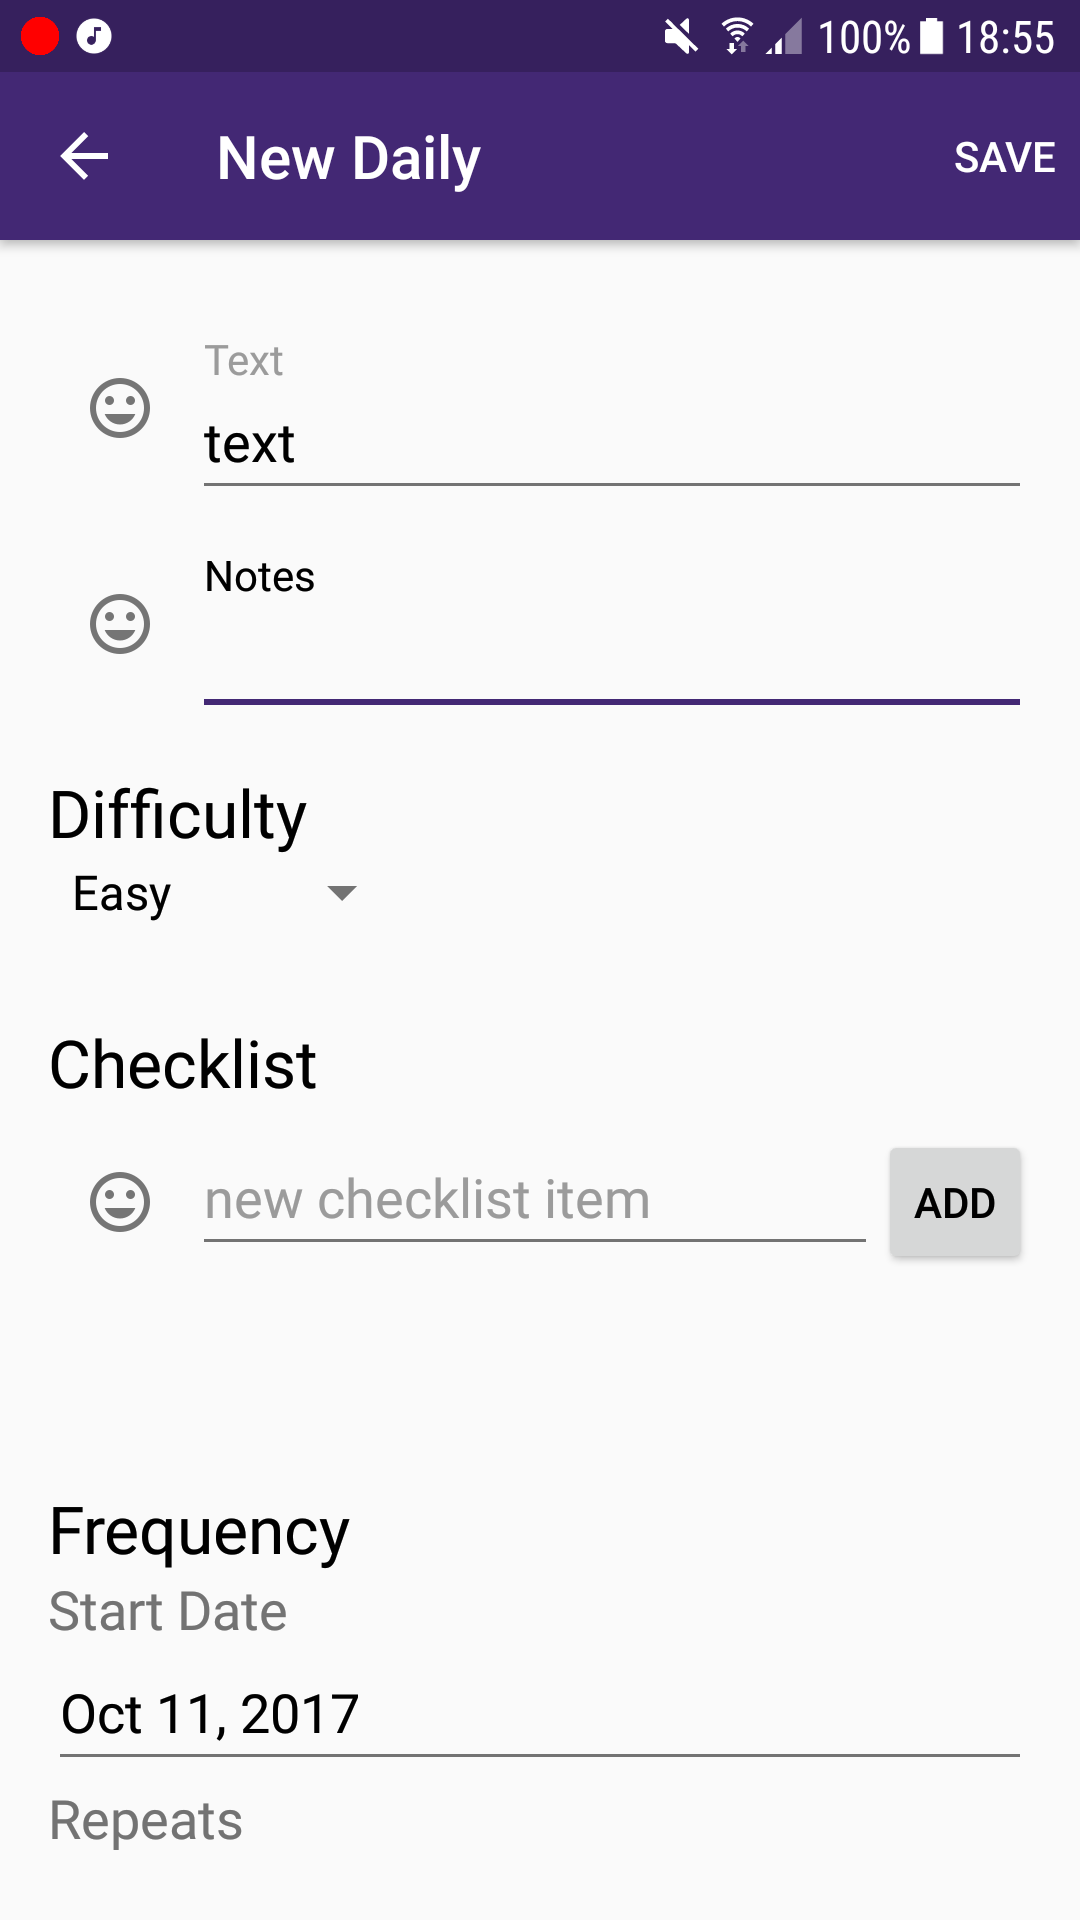 100% 18:55
New Daily SAVE
Text
text
Notes
Difficulty
Easy
Checklist
new checklist item ADD
Frequency
Start Date
Oct 11, 2017
Repeats